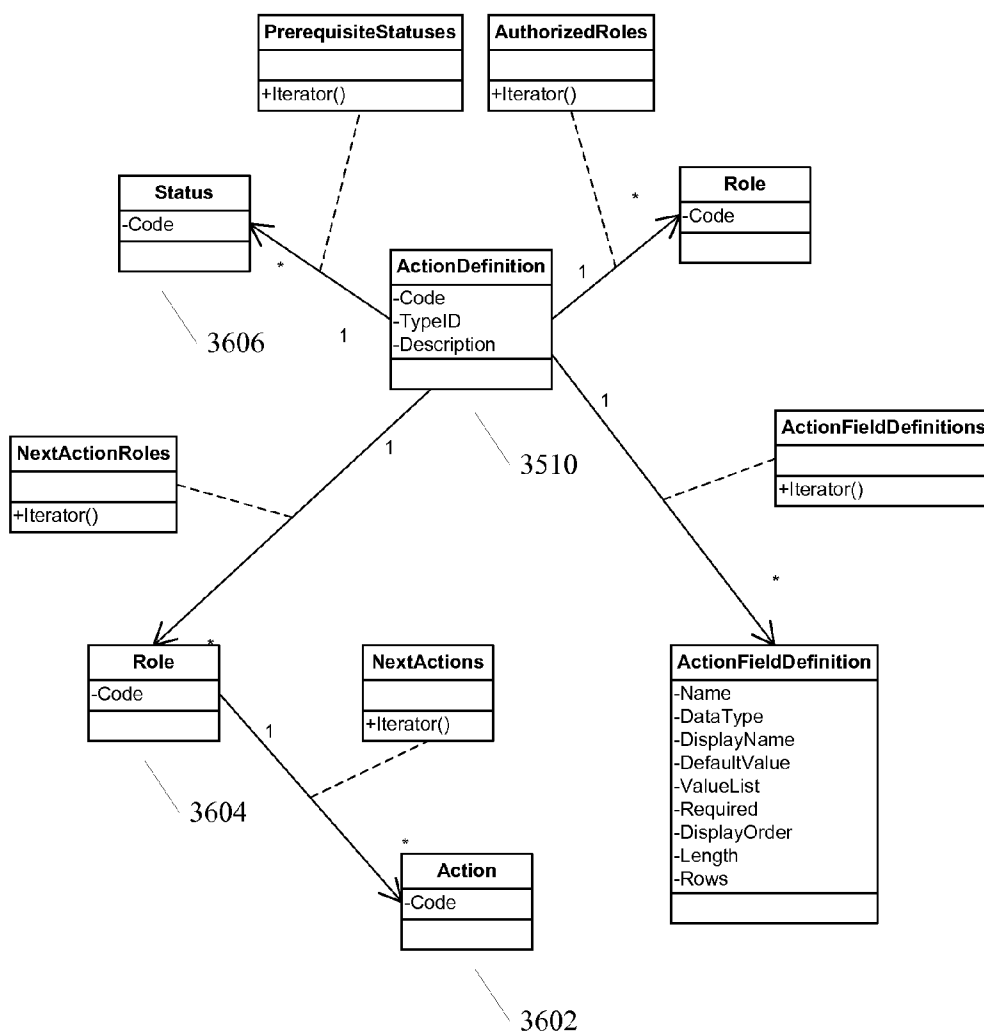 PrerequisiteStatuses
+Iterator()
AuthorizedRoles
+Iterator()
Status
-Code
*
3606
Role
-Code
*
ActionDefinition
-Code
-TypeID
-Description
1
1
1
1
3510
NextActionRoles
+Iterator()
ActionFieldDefinitions
+Iterator()
*
*
Role
-Code
1
3604
NextActions
+Iterator()
*
Action
-Code
3602
ActionFieldDefinition
-Name
-DataType
-DisplayName
-DefaultValue
-ValueList
-Required
-DisplayOrder
-Length
-Rows